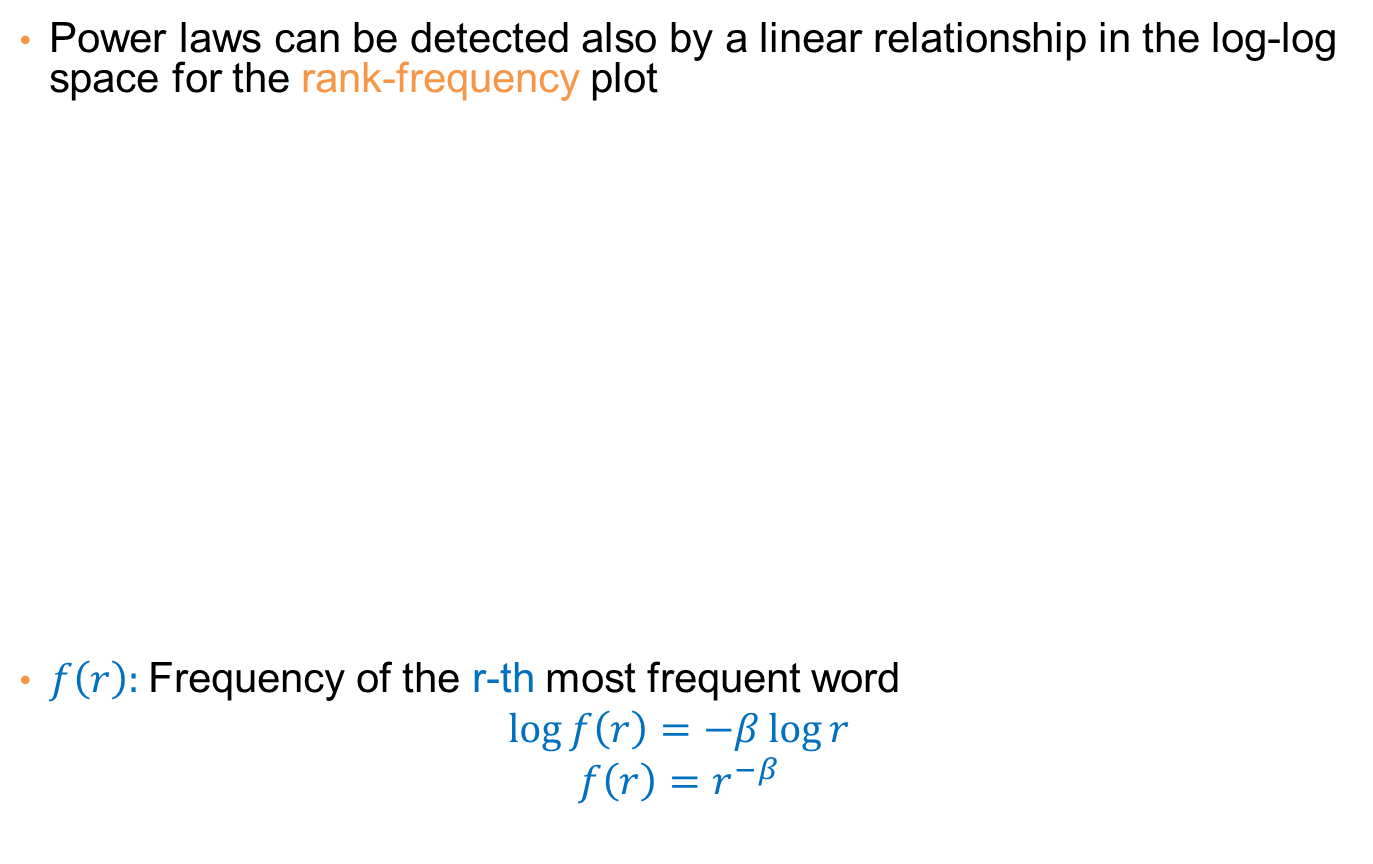 • Power laws can be detected also by a linear relationship in the log-log
space for the rank-frequency plot
• f(r): Frequency of the r-th most frequent word
log f(r) = −β log r
f(r) = r^−β